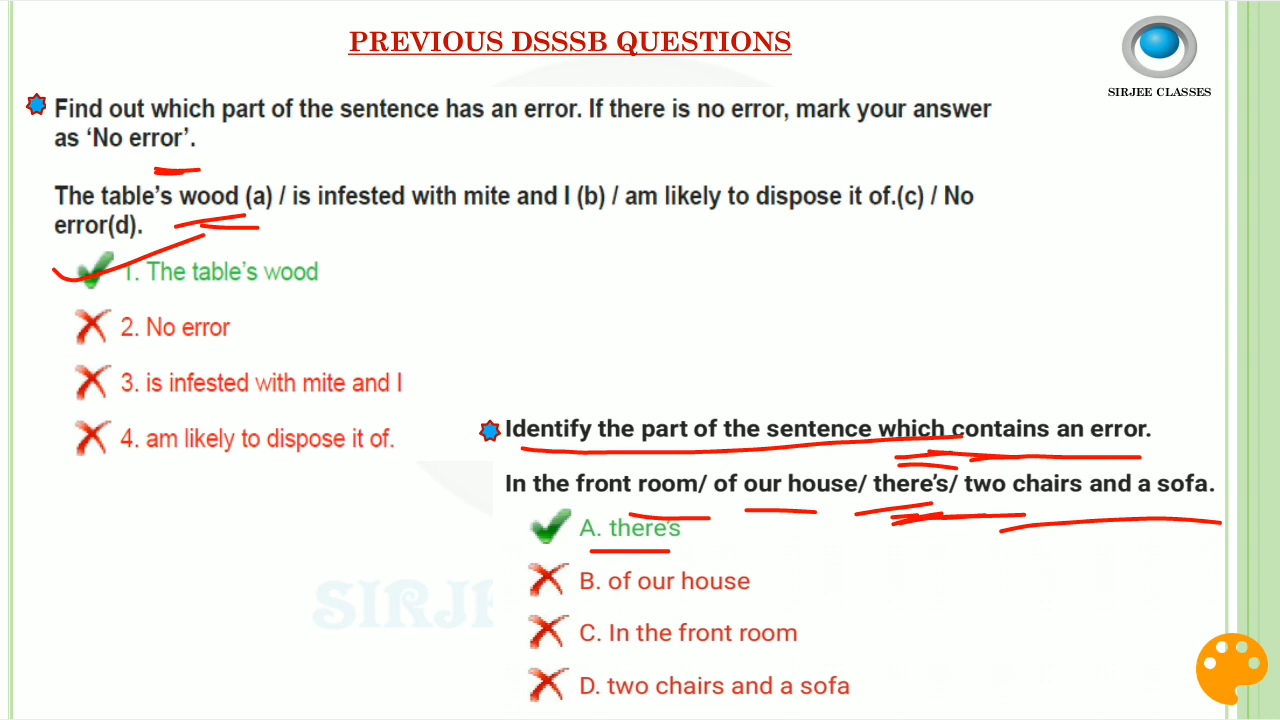 PREVIOUS DSSSB QUESTIONS
SIRJEE CLASSES
Find out which part of the sentence has an error. If there is no error, mark your answer
as ‘No error’.
The table’s wood (a) / is infested with mite and I (b) / am likely to dispose it of.(c) / No
error(d).
1. The table’s wood
2. No error
3. is infested with mite and I
4. am likely to dispose it of.
Identify the part of the sentence which contains an error.
In the front room/ of our house/ there’s/ two chairs and a sofa.
A. there’s
B. of our house
C. In the front room
D. two chairs and a sofa